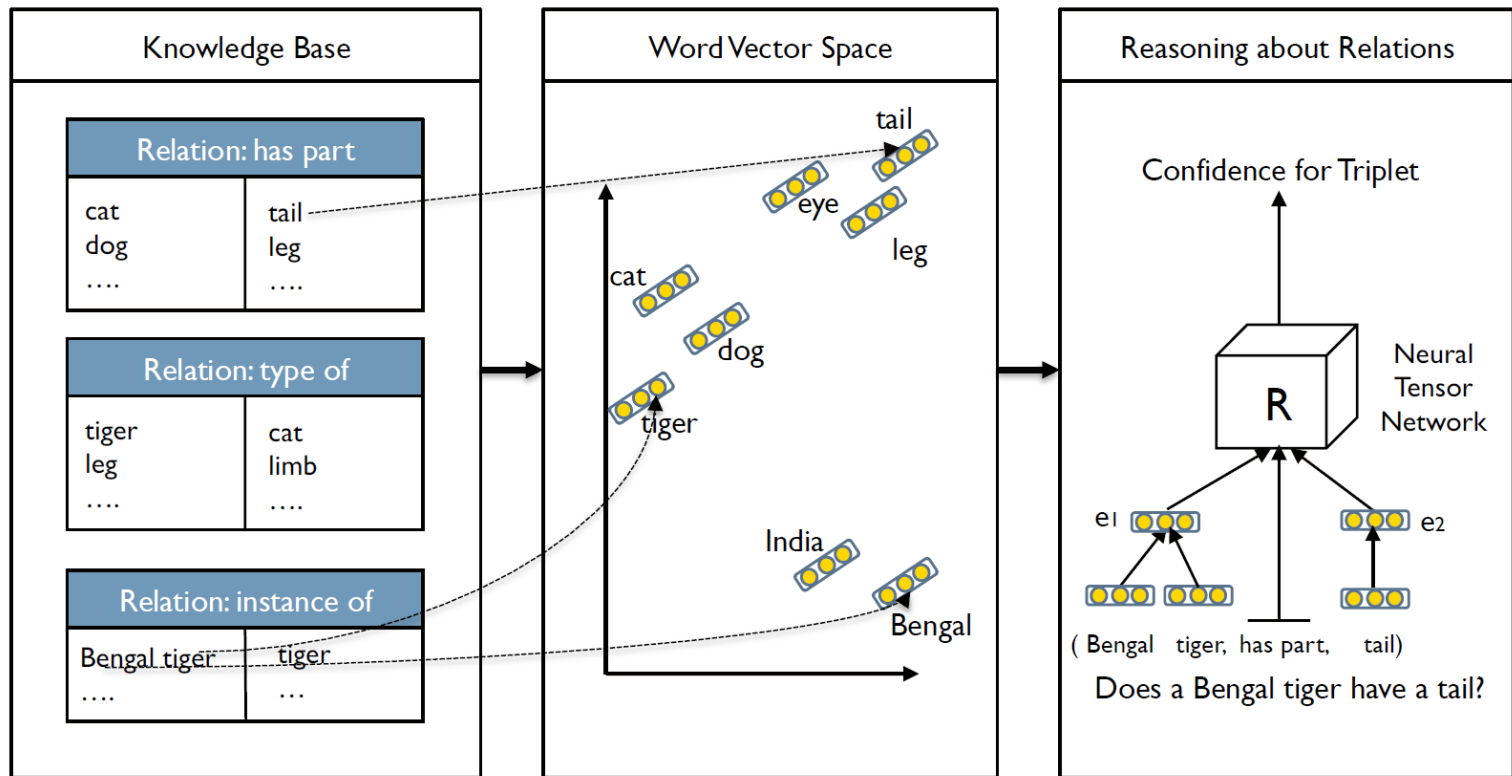 Knowledge Base
Relation: has part
cat
dog
….
tail
leg
….
Relation: type of
tiger
leg
….
cat
limb
….
Relation: instance of
Bengal tiger
….
tiger
…
Word Vector Space
tail
eye
leg
cat
dog
tiger
India
Bengal
Reasoning about Relations
Confidence for Triplet
R
Neural
Tensor
Network
e1
e2
( Bengal tiger, has part, tail)
Does a Bengal tiger have a tail?